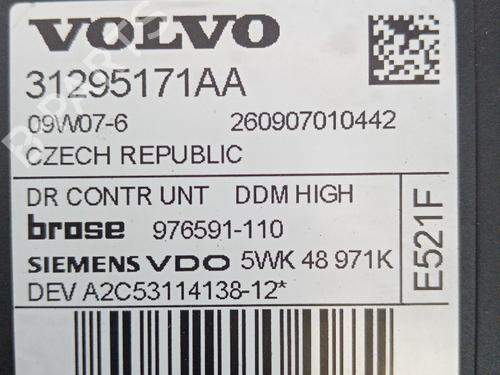 VOLVO
31295171AA
09W07-6 260907010442
CZECH REPUBLIC
DR CONTR UNT DDM HIGH
brose 976591-110
SIEMENS VDO 5WK 48 971K
DEV A2C53114138-12*
E521F
B-PARTS